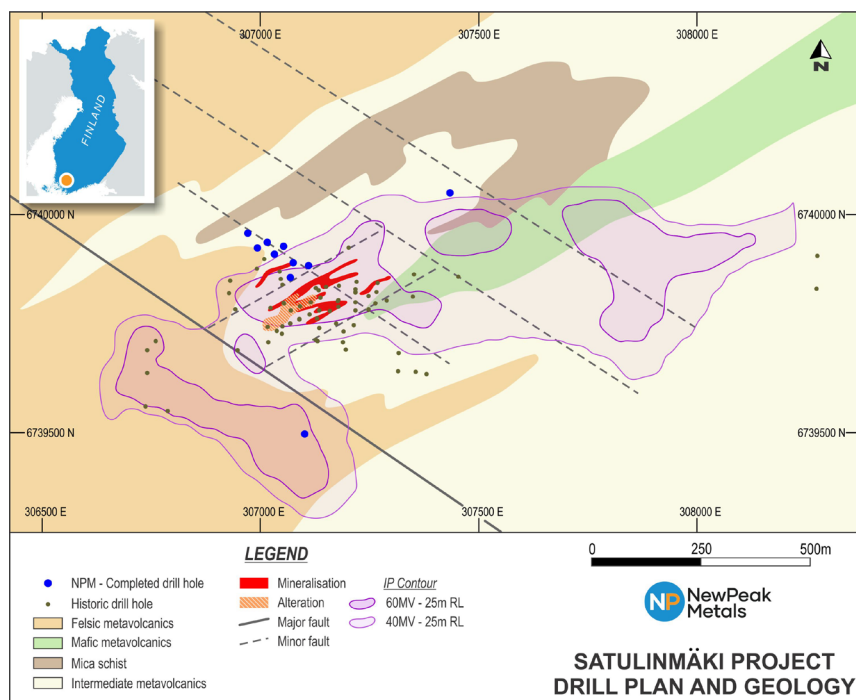 307000 E
307500 E
308000 E
N
FINLAND
6740000 N
6740000 N
6739500 N
6739500 N
306500 E
307000 E
307500 E
308000 E
LEGEND
NPM - Completed drill hole
Historic drill hole
Felsic metavolcanics
Mafic metavolcanics
Mica schist
Intermediate metavolcanics
Mineralisation
Alteration
Major fault
Minor fault
IP Contour
60MV - 25m RL
40MV - 25m RL
0 250 500m
NP NewPeak
Metals
SATULINMÄKI PROJECT
DRILL PLAN AND GEOLOGY